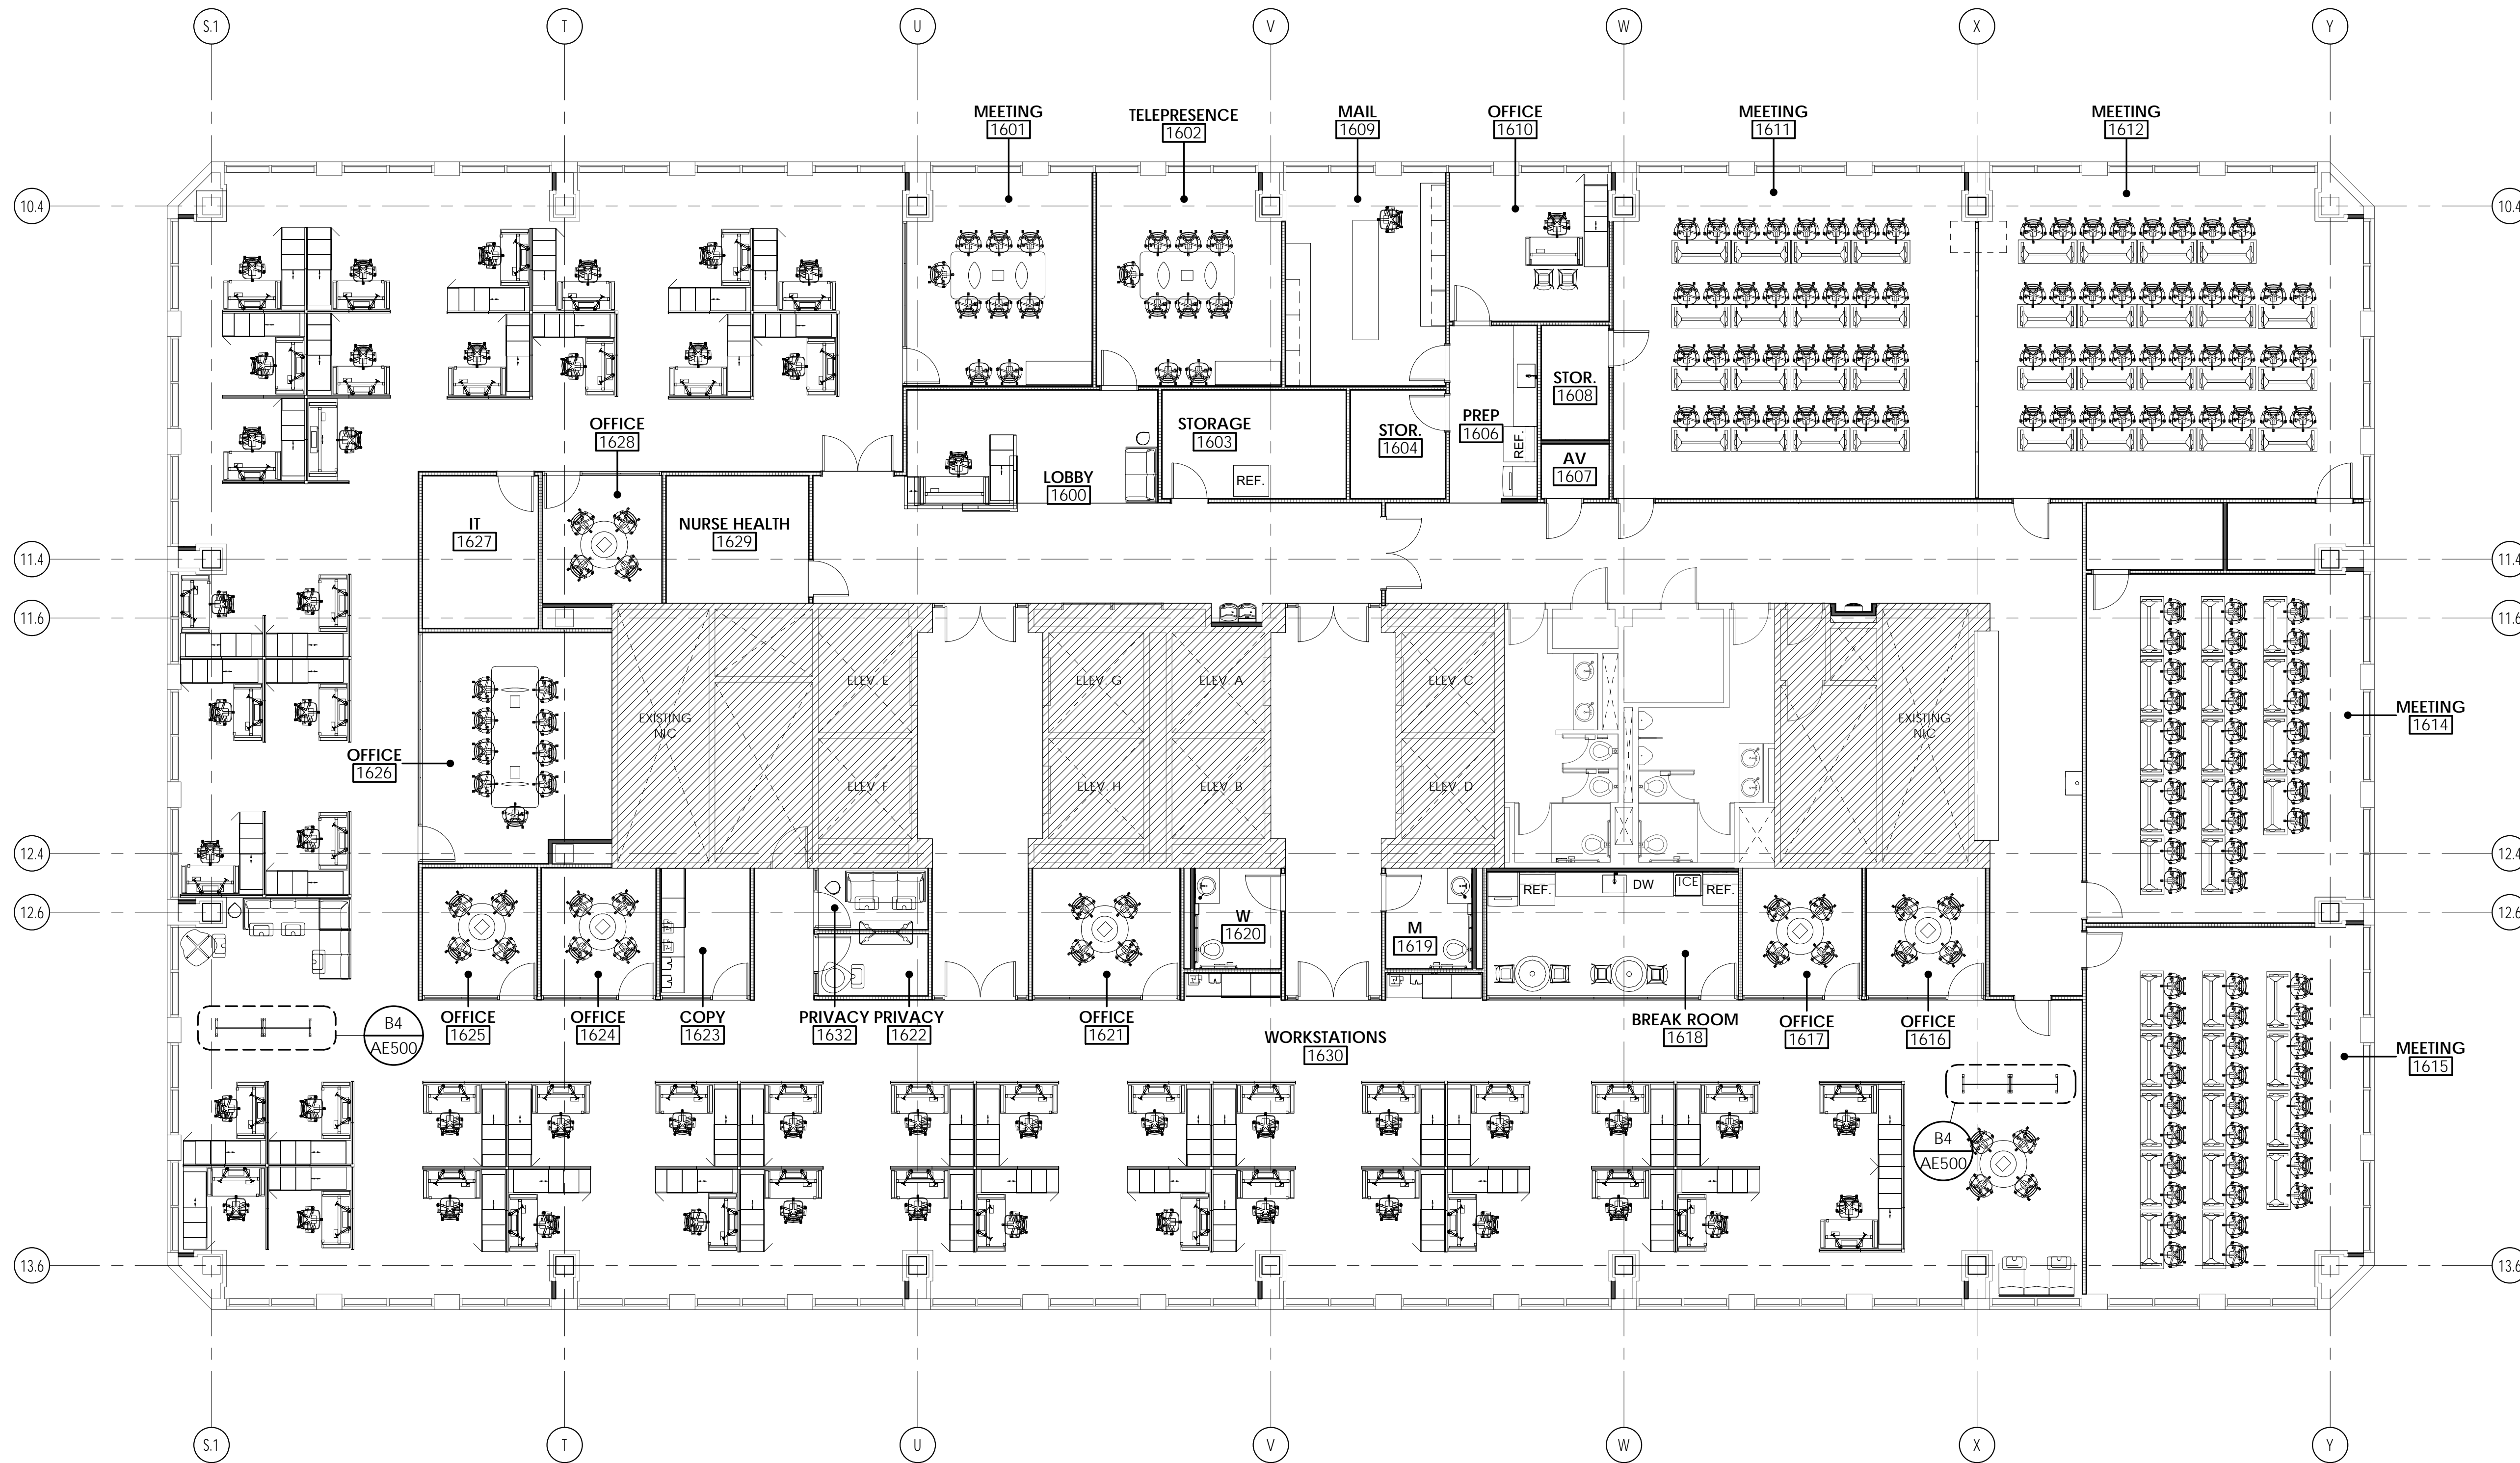 S.1
T
U
V
W
X
Y
MEETING
1601
TELEPRESENCE
1602
MAIL
1609
OFFICE
1610
MEETING
1611
MEETING
1612
10.4
10.4
STOR.
1608
OFFICE
1628
STORAGE
1603
STOR.
1604
PREP
1606
REF.
AV
1607
LOBBY
1600
REF.
IT
1627
NURSE HEALTH
1629
11.4
11.4
11.6
11.6
ELEV. E
ELEV. G
ELEV. A
ELEV. C
EXISTING
NIC
EXISTING
NIC
MEETING
1614
OFFICE
1626
ELEV. F
ELEV. H
ELEV. B
ELEV. D
12.4
12.4
REF.
DW
ICE
REF.
12.6
12.6
W
1620
M
1619
OFFICE
1625
OFFICE
1624
COPY
1623
PRIVACY
1632
PRIVACY
1622
OFFICE
1621
WORKSTATIONS
1630
BREAK ROOM
1618
OFFICE
1617
OFFICE
1616
B4
AE500
MEETING
1615
B4
AE500
13.6
13.6
S.1
T
U
V
W
X
Y